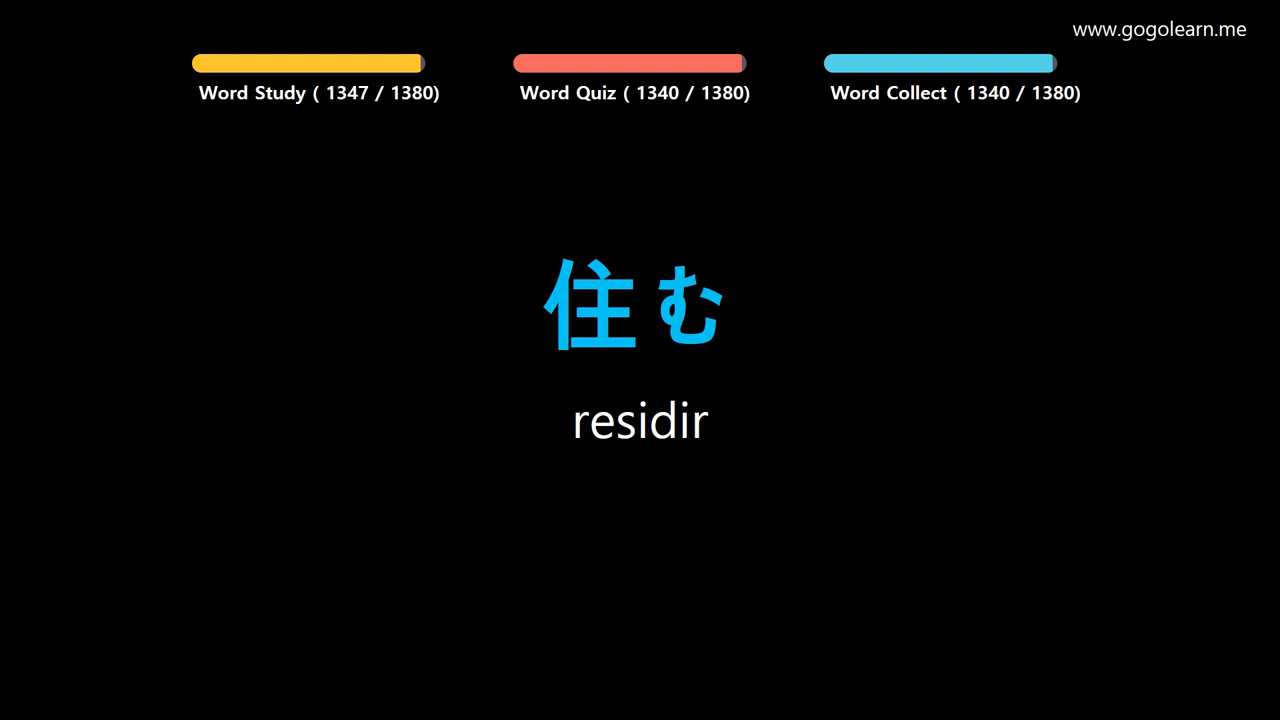 www.gogolearn.me
Word Study ( 1347 / 1380)
Word Quiz ( 1340 / 1380)
Word Collect ( 1340 / 1380)
住む
residir